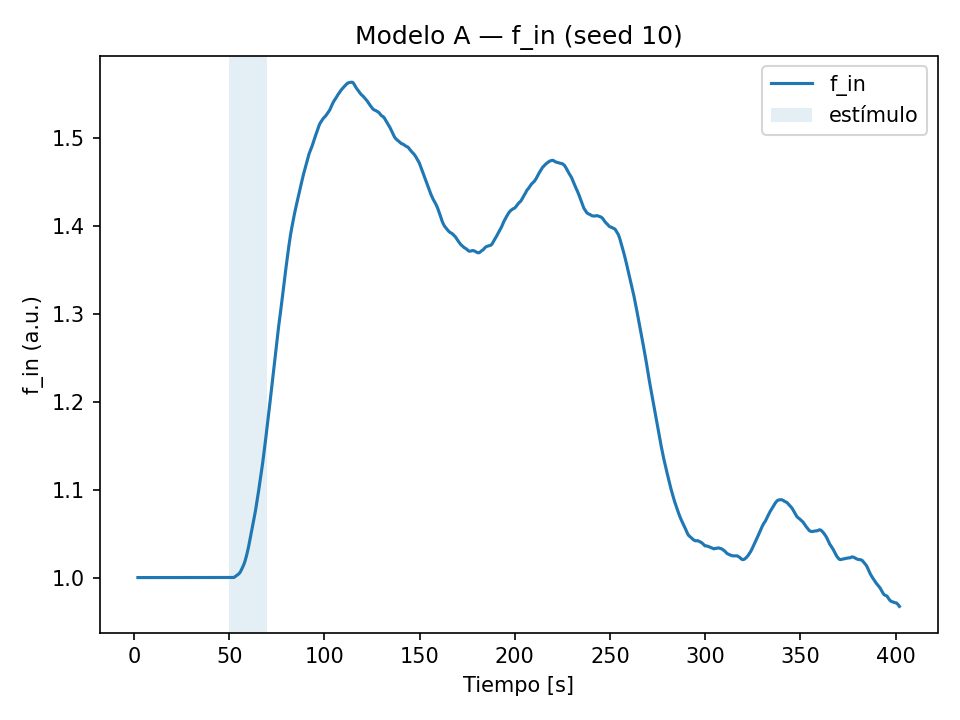 Modelo A — f_in (seed 10)
f_in
estímulo
f_in (a.u.)
1.5
1.4
1.3
1.2
1.1
1.0
0 50 100 150 200 250 300 350 400
Tiempo [s]